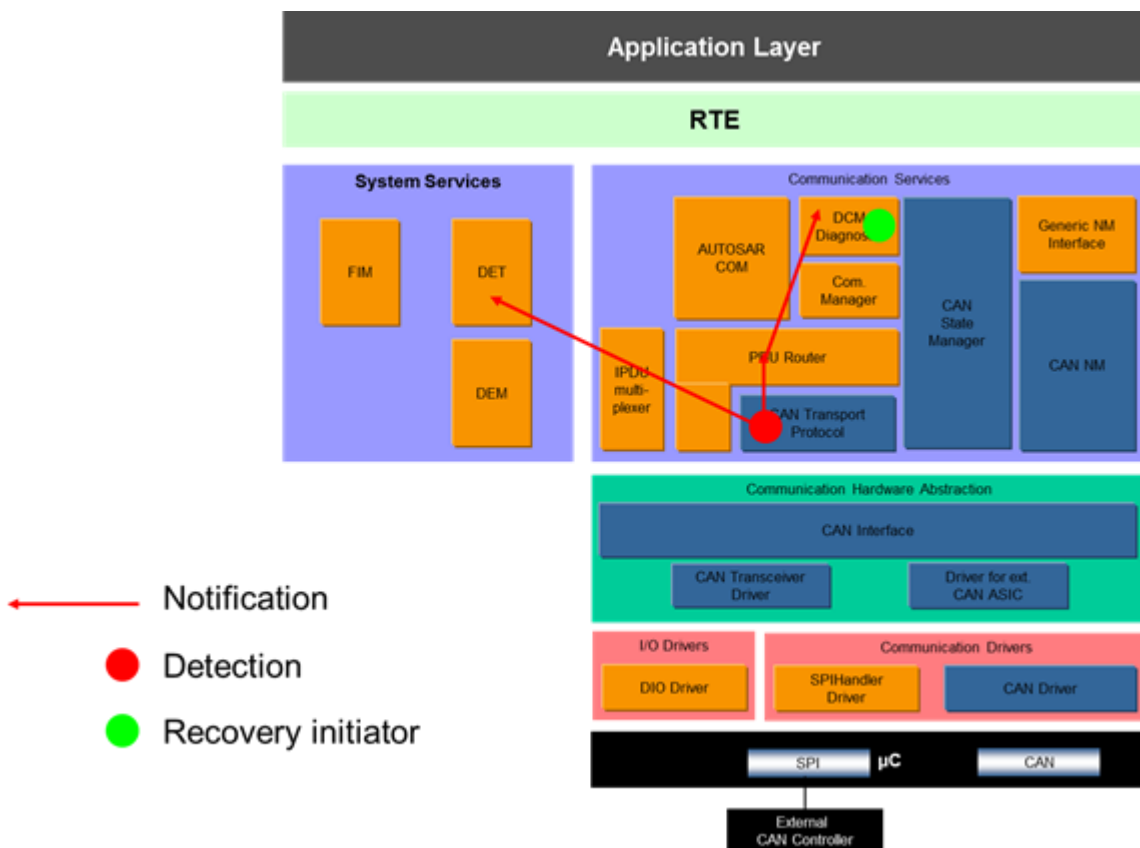 Application Layer
RTE
System Services
FIM
DET
DEM
Communication Services
AUTOSAR
COM
DCM
Com.
Manager
CAN
State
Manager
Generic NM
Interface
CAN NM
IPDU
multi-
plexer
Router
CAN Transport
Protocol
Communication Hardware Abstraction
CAN Interface
CAN Transceiver
Driver
Driver for ext.
CAN ASIC
I/O Drivers
DIO Driver
Communication Drivers
SPIHandler
Driver
CAN Driver
SPI
µC
CAN
External
CAN Controller
Notification
Detection
Recovery initiator